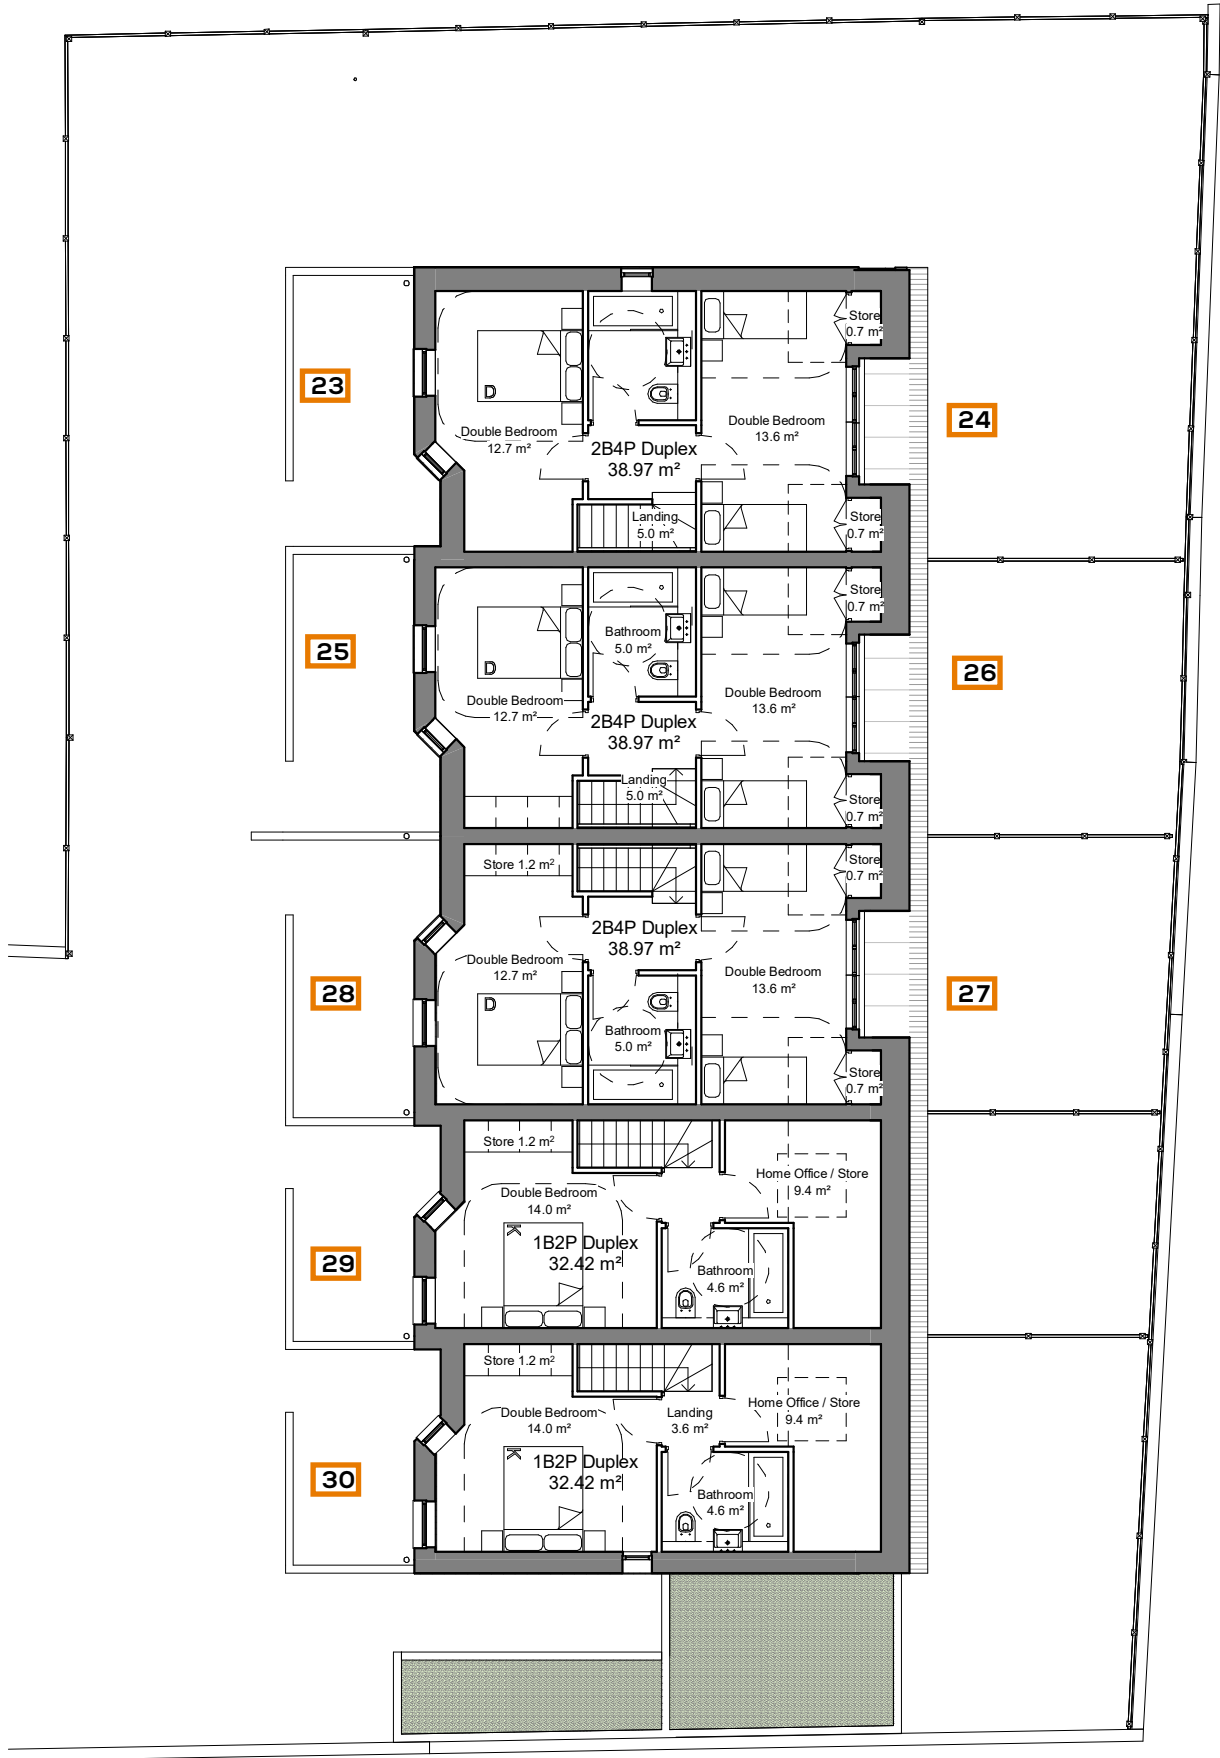 Store
0.7 m²
23
24
Double Bedroom
12.7 m²
2B4P Duplex
38.97 m²
Double Bedroom
13.6 m²
D
Landing
5.0 m²
Store
0.7 m²
Store
0.7 m²
25
26
Bathroom
5.0 m²
D
Double Bedroom
12.7 m²
2B4P Duplex
38.97 m²
Double Bedroom
13.6 m²
Landing
5.0 m²
Store
0.7 m²
Store 1.2 m²
Store
0.7 m²
2B4P Duplex
38.97 m²
Double Bedroom
12.7 m²
Double Bedroom
13.6 m²
28
27
D
Bathroom
5.0 m²
Store
0.7 m²
Store 1.2 m²
Home Office / Store
9.4 m²
Double Bedroom
14.0 m²
K
1B2P Duplex
32.42 m²
29
Bathroom
4.6 m²
Store 1.2 m²
Double Bedroom
14.0 m²
Landing
3.6 m²
Home Office / Store
9.4 m²
K
1B2P Duplex
32.42 m²
30
Bathroom
4.6 m²